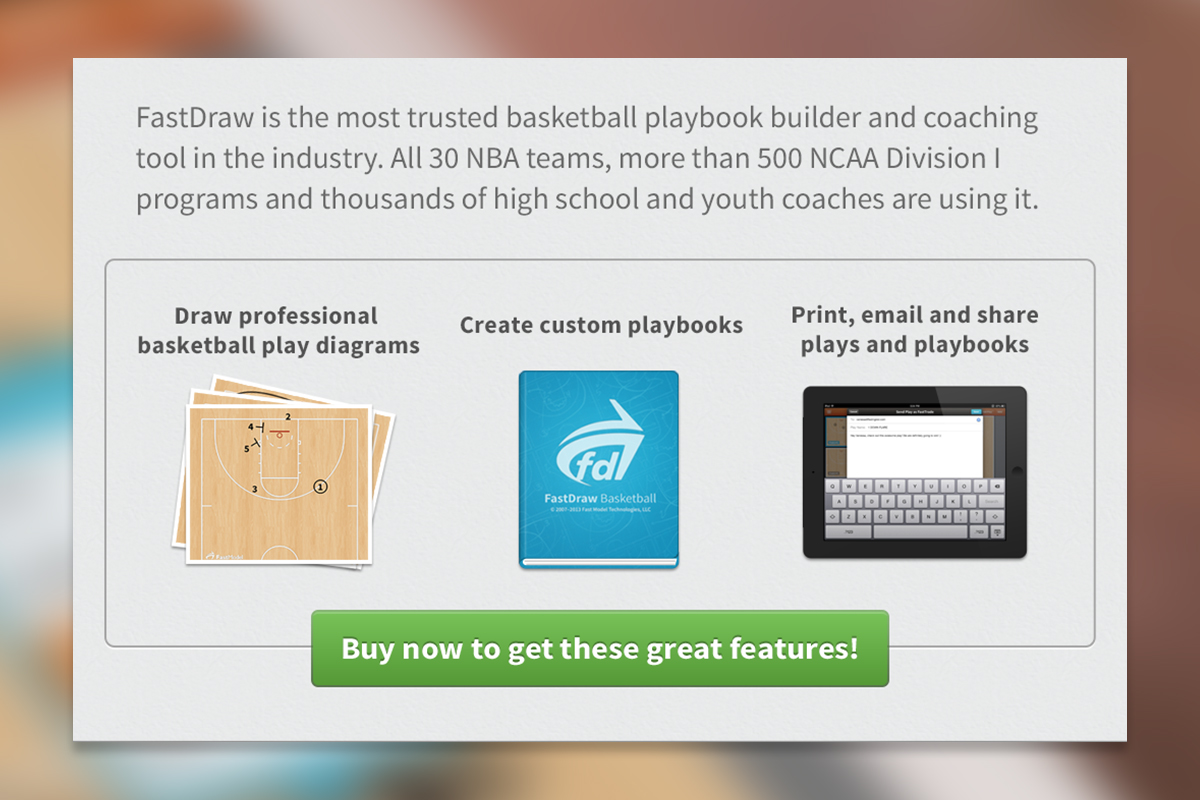 FastDraw is the most trusted basketball playbook builder and coaching
tool in the industry. All 30 NBA teams, more than 500 NCAA Division I
programs and thousands of high school and youth coaches are using it.
Draw professional
basketball play diagrams
Create custom playbooks
Print, email and share
plays and playbooks
2
4
5
3
1
fd
FastDraw Basketball
© 2007-2013 Fast Model Technologies, LLC
Q W E R T Y U I O P
A S D F G H J K L
Z X C V B N M
Buy now to get these great features!